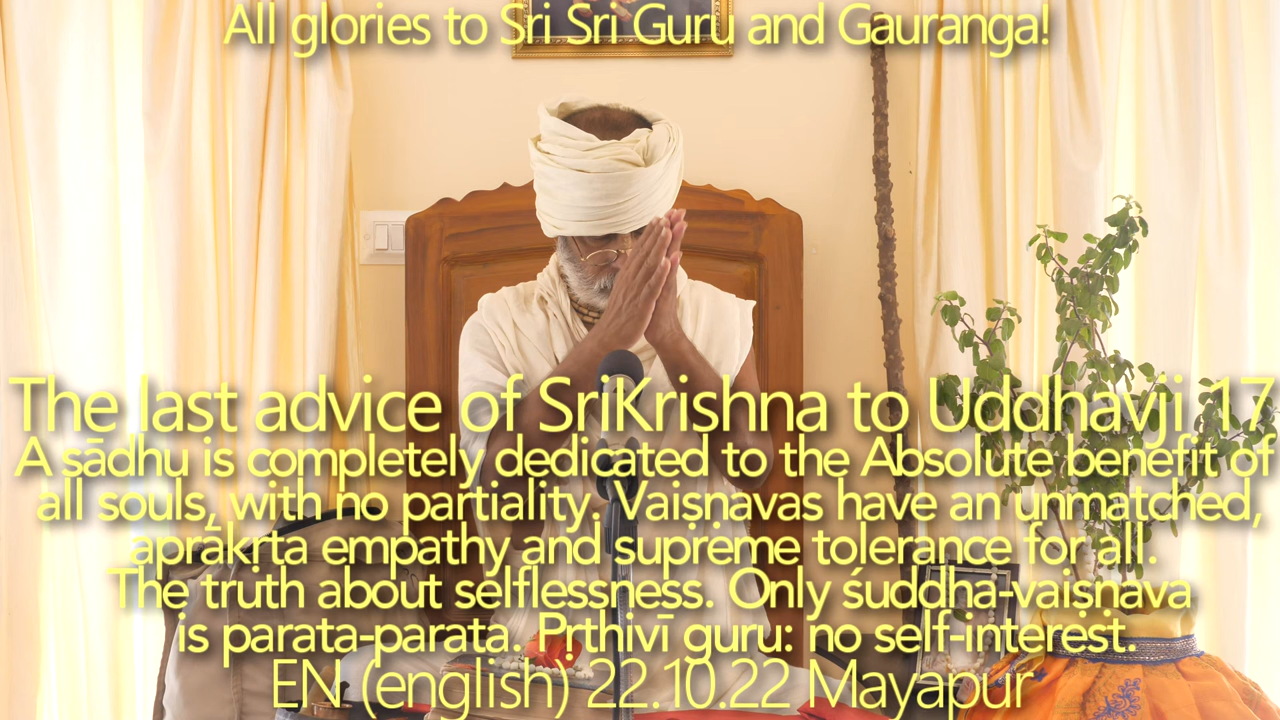 All glories to Sri Sri Guru and Gauranga!
The last advice of SriKrishna to Uddhavji 17
A sādhu is completely dedicated to the Absolute benefit of
all souls, with no partiality. Vaiṣṇavas have an unmatched,
aprākṛta empathy and supreme tolerance for all.
The truth about selflessness. Only śuddha-vaiṣṇava
is parata-parata. Pṛthivī guru: no self-interest.
EN (english) 22.10.22 Mayapur